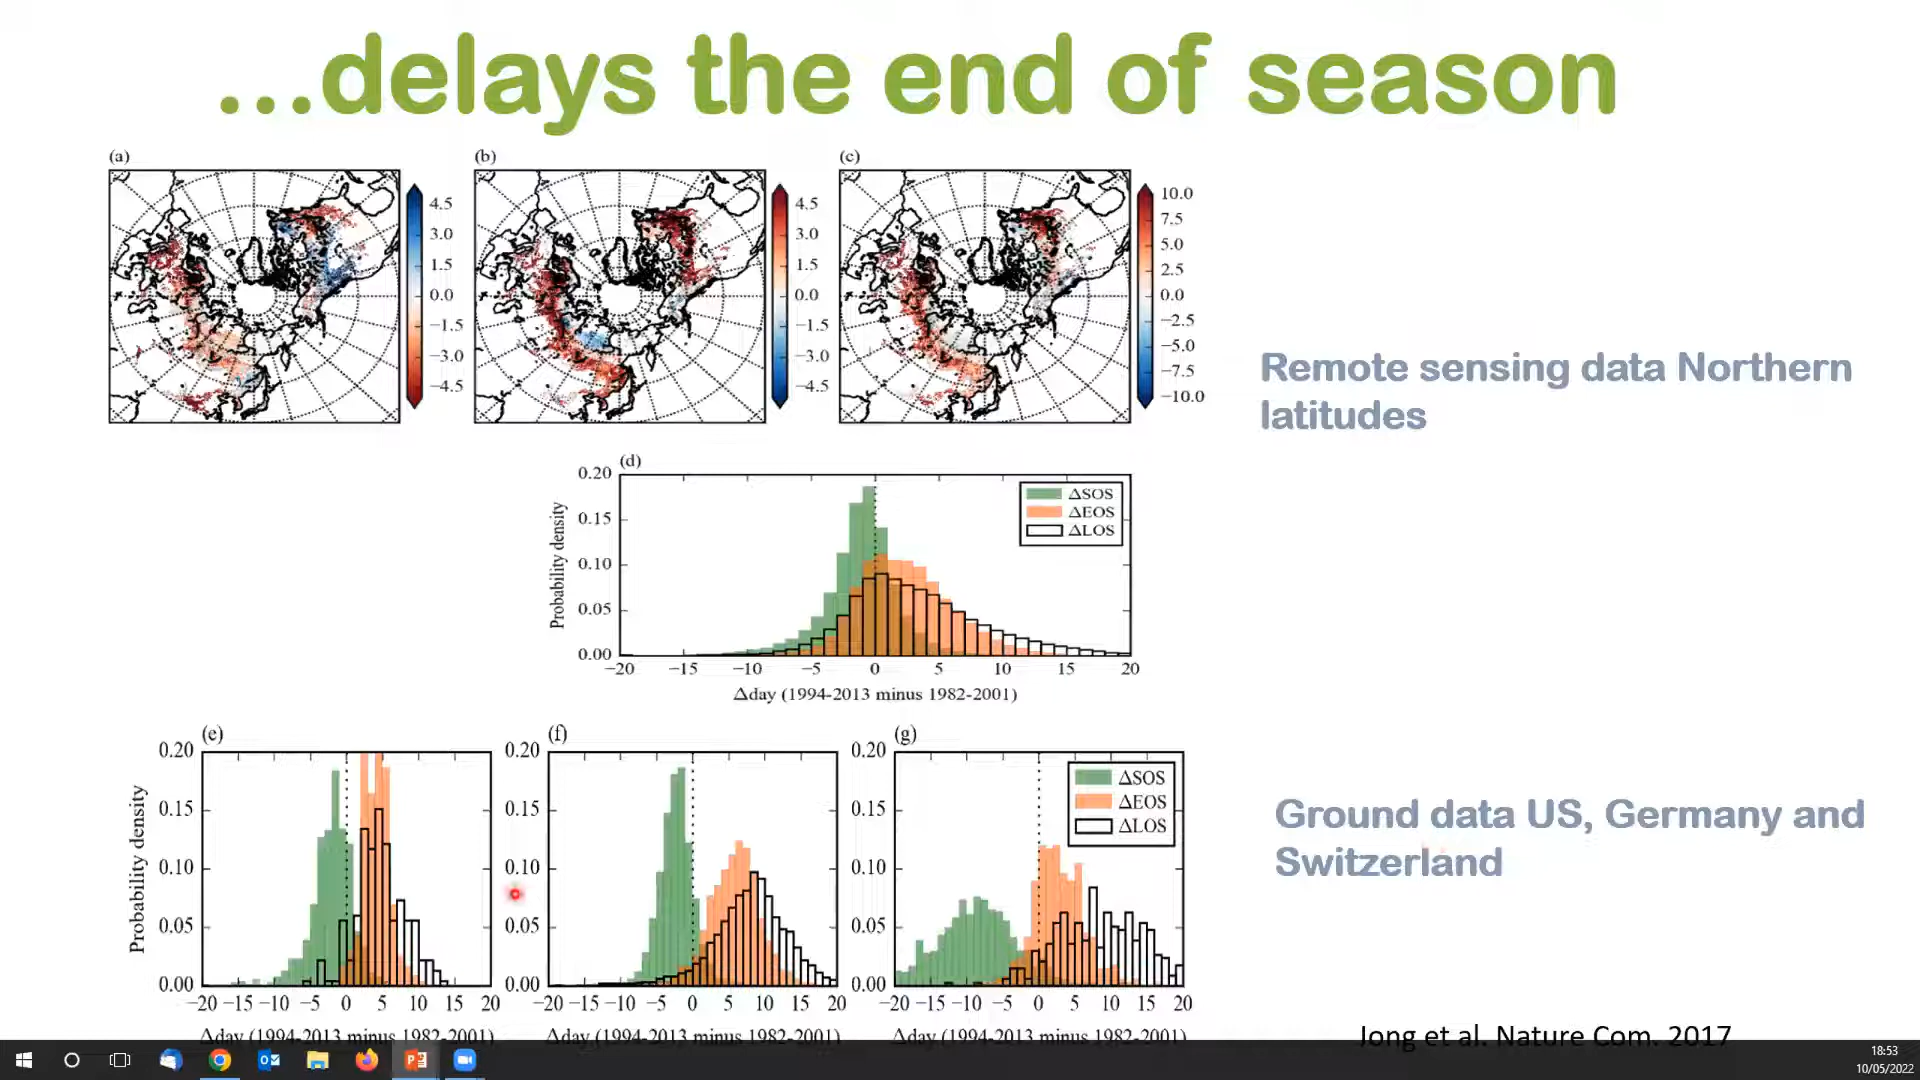 ...delays the end of season
(a) (b) (c)
4.5 4.5 10.0
7.5
3.0 3.0 5.0
1.5 1.5 2.5
0.0 0.0 0.0
−1.5 −1.5 −2.5
−3.0 −3.0 −5.0
−7.5
−4.5 −4.5 −10.0
Remote sensing data Northern
latitudes
(d)
0.20
0.15
0.10
0.05
0.00
Probability density
ΔSOS
ΔEOS
ΔLOS
−20 −15 −10 −5 0 5 10 15 20
Δday (1994-2013 minus 1982-2001)
(e) (f) (g)
0.20 0.20 0.20
0.15 0.15 0.15
0.10 0.10 0.10
0.05 0.05 0.05
0.00 0.00 0.00
Probability density
ΔSOS
ΔEOS
ΔLOS
−20 −15 −10 −5 0 5 10 15 20
−20 −15 −10 −5 0 5 10 15 20
−20 −15 −10 −5 0 5 10 15 20
Δday (1994-2013 minus 1982-2001)
Δday (1994-2013 minus 1982-2001)
Δday (1994-2013 minus 1982-2001)
Ground data US, Germany and
Switzerland
Jong et al. Nature Com. 2017
18:53
10/05/2022